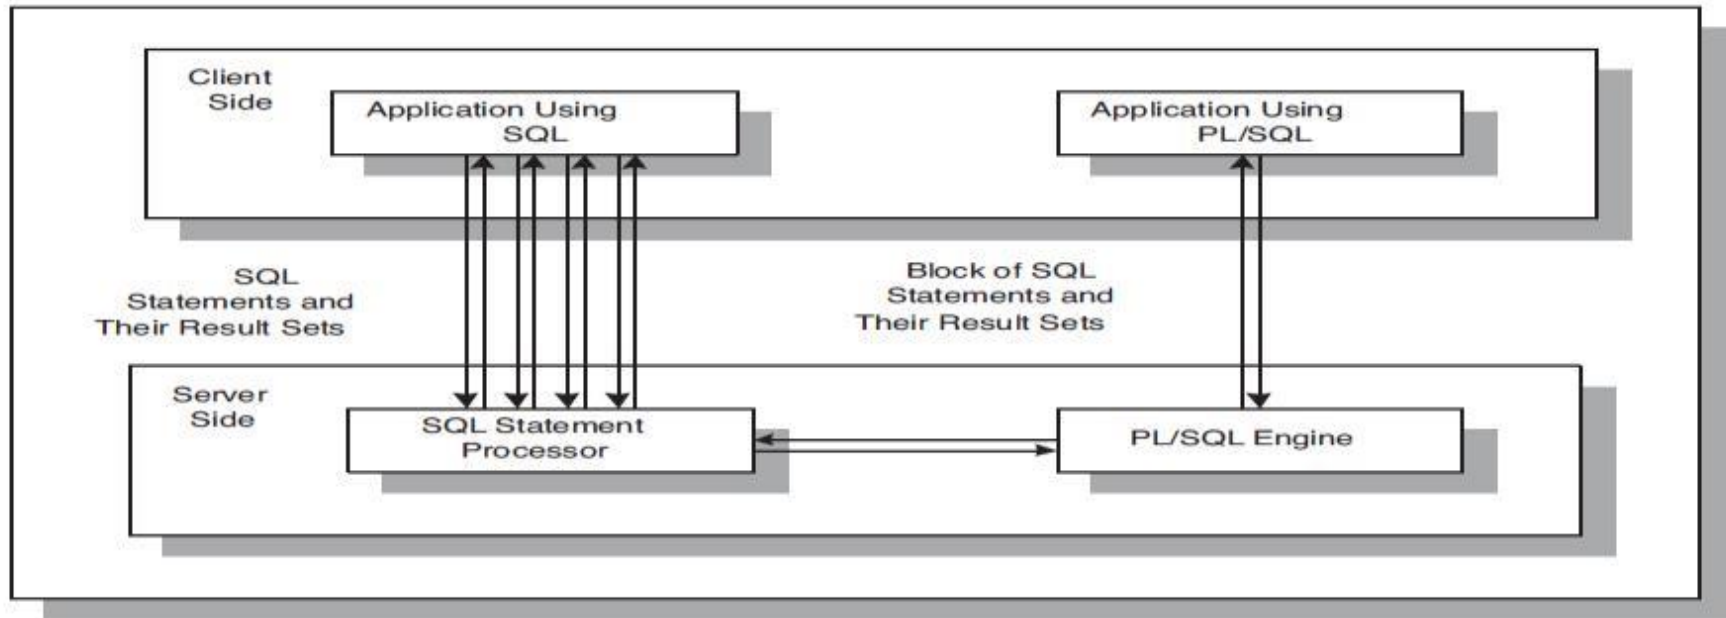 Client
Side
Application Using
SQL
Application Using
PL/SQL
SQL
Statements and
Their Result Sets
Block of SQL
Statements and
Their Result Sets
Server
Side
SQL Statement
Processor
PL/SQL Engine